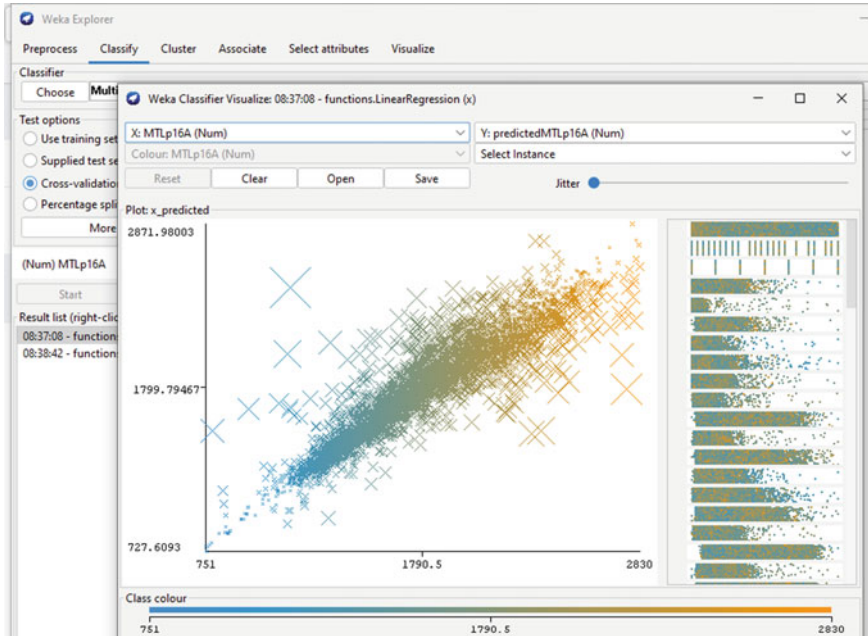 Weka Explorer
Preprocess Classify Cluster Associate Select attributes Visualize
Classifier
Choose Multi
Weka Classifier Visualize: 08:37:08 - functions.LinearRegression (x)
Test options
Use training set
Supplied test se
Cross-validation
Percentage spli
More
(Num) MTLp16A
Start
Result list (right-clic
08:37:08 - function
08:38:42 - function
X: MTLp16A (Num) Y: predictedMTLp16A (Num)
Colour: MTLp16A (Num) Select Instance
Reset Clear Open Save Jitter
Plot: x_predicted
2871.98003
1799.79467
727.6093
751 1790.5 2830
Class colour
751 1790.5 2830